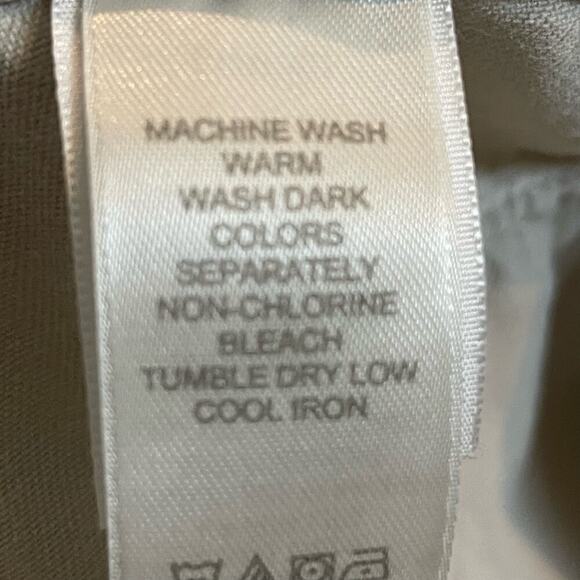 MACHINE WASH
WARM
WASH DARK
COLORS
SEPARATELY
NON-CHLORINE
BLEACH
TUMBLE DRY LOW
COOL IRON